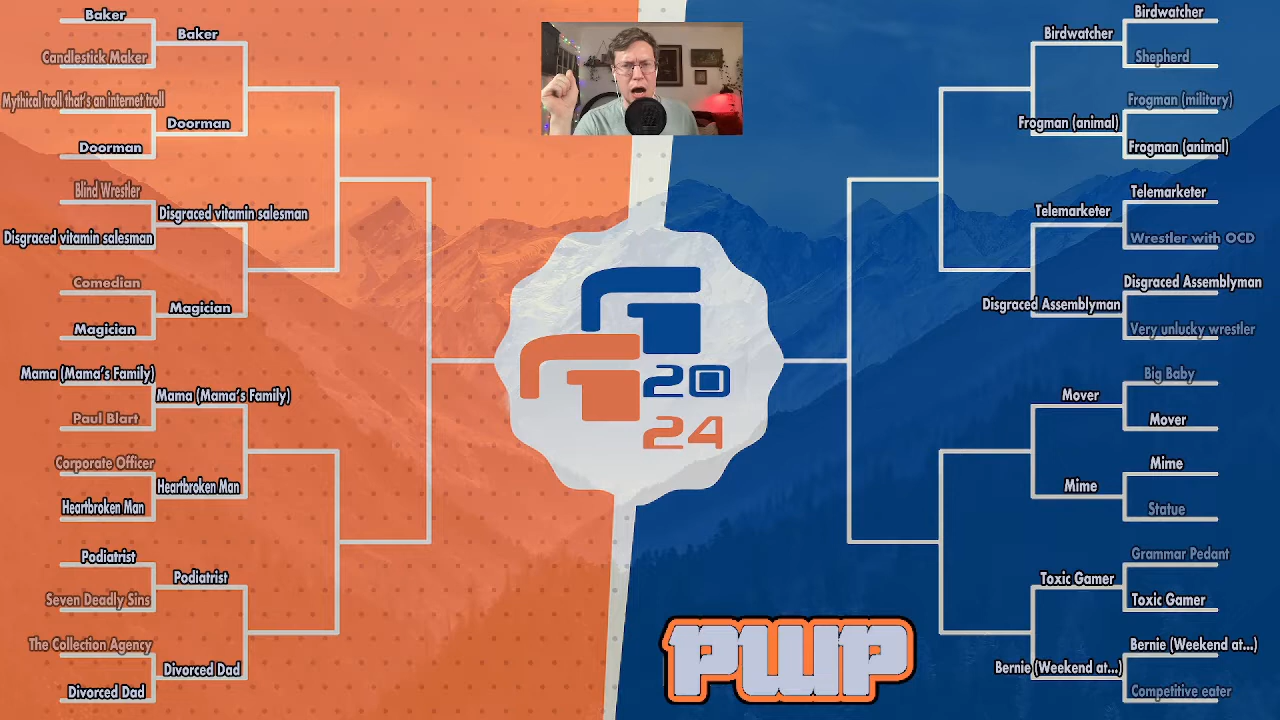 Baker
Candlestick Maker
Mythical troll that's an internet troll
Doorman
Blind Wrestler
Disgraced vitamin salesman
Comedian
Magician
Mama (Mama's Family)
Paul Blart
Corporate Officer
Heartbroken Man
Podiatrist
Seven Deadly Sins
The Collection Agency
Divorced Dad
Baker
Doorman
Disgraced vitamin salesman
Magician
Mama (Mama's Family)
Heartbroken Man
Podiatrist
Divorced Dad
20
24
PWP
Birdwatcher
Frogman (animal)
Telemarketer
Disgraced Assemblyman
Mover
Mime
Toxic Gamer
Bernie (Weekend at...)
Birdwatcher
Shepherd
Frogman (military)
Frogman (animal)
Telemarketer
Wrestler with OCD
Disgraced Assemblyman
Very unlucky wrestler
Big Baby
Mover
Mime
Statue
Grammar Pedant
Toxic Gamer
Bernie (Weekend at...)
Competitive eater